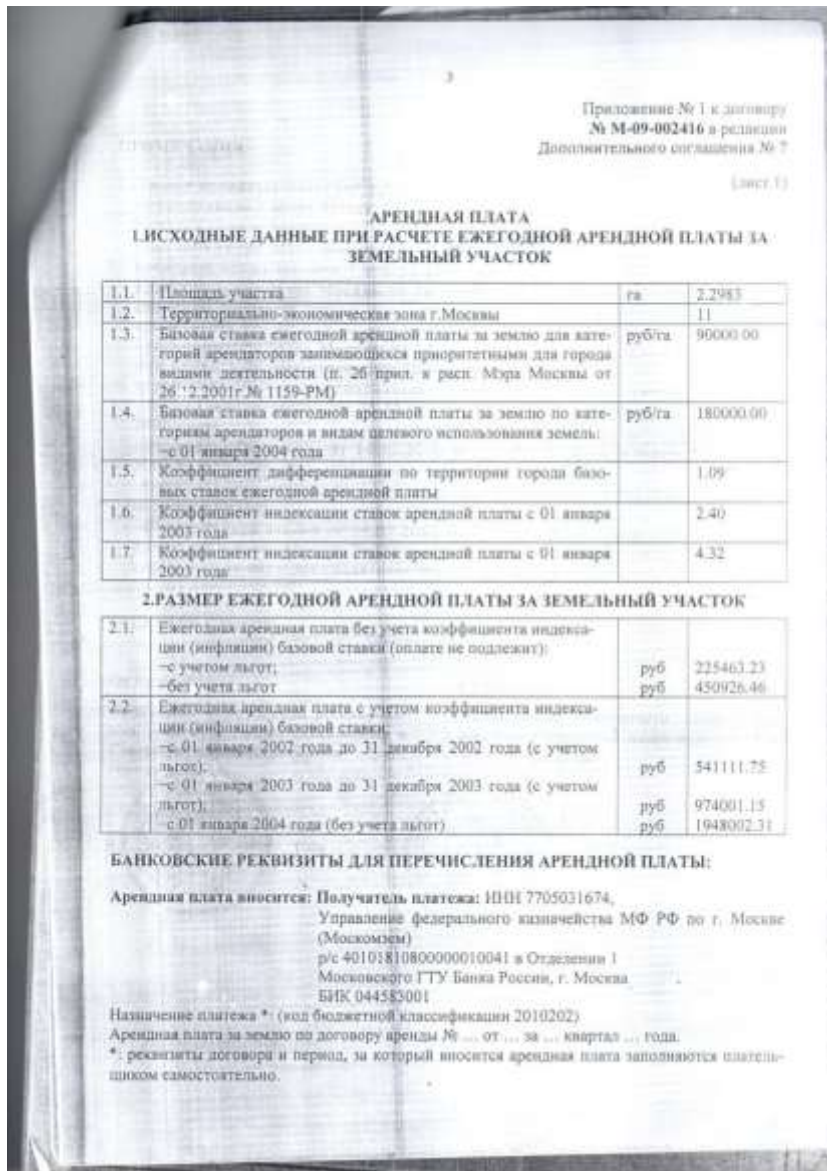 3
Приложение № 1 к договору
№ М-09-002416 в редакции
Дополнительного соглашения № 7
(лист 1)
АРЕНДНАЯ ПЛАТА
1.ИСХОДНЫЕ ДАННЫЕ ПРИ РАСЧЕТЕ ЕЖЕГОДНОЙ АРЕНДНОЙ ПЛАТЫ ЗА
ЗЕМЕЛЬНЫЙ УЧАСТОК
1.1. Площадь участка га 2.2983
1.2. Территориально-экономическая зона г.Москвы 11
1.3. Базовая ставка ежегодной арендной платы за землю для кате- руб/га 90000.00
горий арендаторов занимающихся приоритетными для города
видами деятельности (п. 26 прил. к расп. Мэра Москвы от
26.12.2001г.№ 1159-РМ)
1.4. Базовая ставка ежегодной арендной платы за землю по кате- руб/га 180000.00
гориям арендаторов и видам целевого использования земель:
−с 01 января 2004 года
1.5. Коэффициент дифференциации по территории города базо- 1.09
вых ставок ежегодной арендной платы
1.6. Коэффициент индексации ставок арендной платы с 01 января 2.40
2003 года
1.7. Коэффициент индексации ставок арендной платы с 01 января 4.32
2003 года
2.РАЗМЕР ЕЖЕГОДНОЙ АРЕНДНОЙ ПЛАТЫ ЗА ЗЕМЕЛЬНЫЙ УЧАСТОК
2.1. Ежегодная арендная плата без учета коэффициента индекса-
ции (инфляции) базовой ставки (оплате не подлежит):
−с учетом льгот; руб 225463.23
−без учета льгот руб 450926.46
2.2. Ежегодная арендная плата с учетом коэффициента индекса-
ции (инфляции) базовой ставки:
−с 01 января 2002 года до 31 декабря 2002 года (с учетом
льгот); руб 541111.75
−с 01 января 2003 года до 31 декабря 2003 года (с учетом
льгот); руб 974001.15
−с 01 января 2004 года (без учета льгот) руб 1948002.31
БАНКОВСКИЕ РЕКВИЗИТЫ ДЛЯ ПЕРЕЧИСЛЕНИЯ АРЕНДНОЙ ПЛАТЫ:
Арендная плата вносится: Получатель платежа: ИНН 7705031674,
Управление федерального казначейства МФ РФ по г. Москве
(Москомзем)
р/с 40101810800000010041 в Отделении 1
Московского ГТУ Банка России, г. Москва
БИК 044583001
Назначение платежа *: (код бюджетной классификации 2010202)
Арендная плата за землю по договору аренды № … от … за … квартал … года.
*: реквизиты договора и период, за который вносится арендная плата заполняются платель-
щиком самостоятельно.